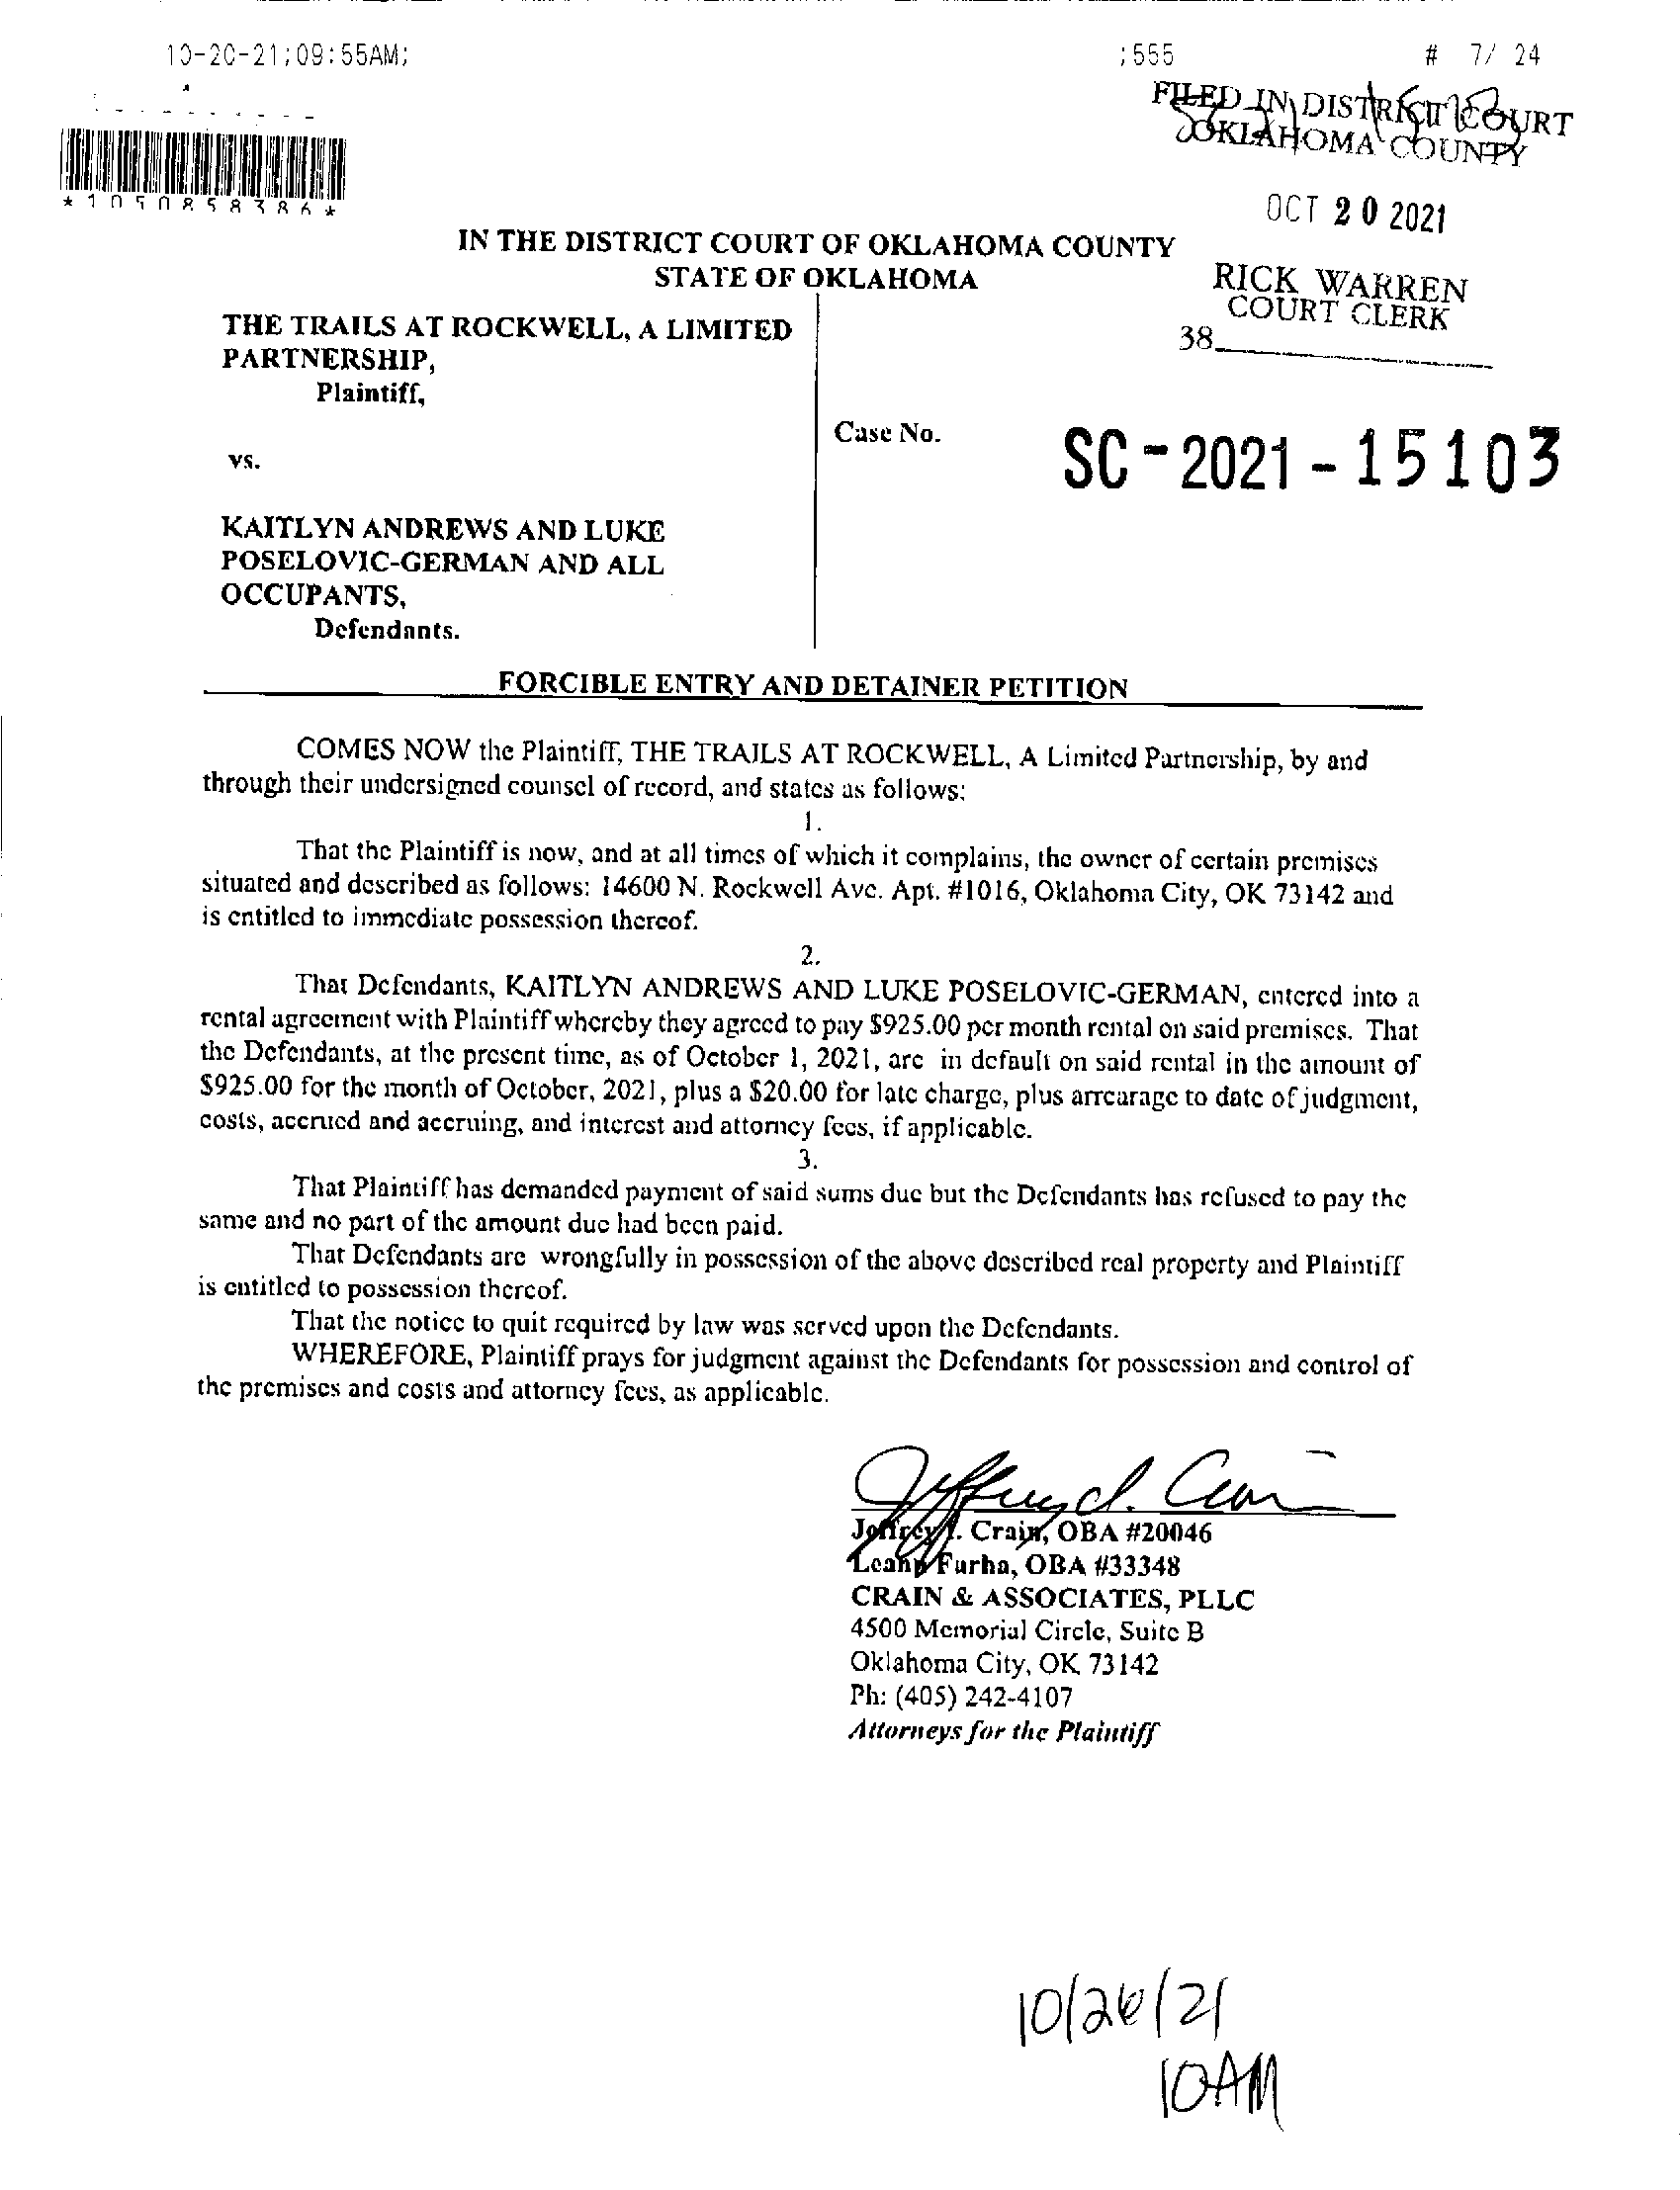 10-20-21;09:55AM; ;555 # 7/ 24
FILED IN DISTRICT COURT
OKLAHOMA COUNTY
*1050858386*
OCT 20 2021
IN THE DISTRICT COURT OF OKLAHOMA COUNTY
STATE OF OKLAHOMA
RICK WARREN
COURT CLERK
38
THE TRAILS AT ROCKWELL, A LIMITED
PARTNERSHIP,
Plaintiff,
Case No. SC-2021-15103
vs.
KAITLYN ANDREWS AND LUKE
POSELOVIC-GERMAN AND ALL
OCCUPANTS,
Defendants.
FORCIBLE ENTRY AND DETAINER PETITION
COMES NOW the Plaintiff, THE TRAILS AT ROCKWELL, A Limited Partnership, by and
through their undersigned counsel of record, and states as follows:
1.
That the Plaintiff is now, and at all times of which it complains, the owner of certain premises
situated and described as follows: 14600 N. Rockwell Ave. Apt. #1016, Oklahoma City, OK 73142 and
is entitled to immediate possession thereof.
2.
That Defendants, KAITLYN ANDREWS AND LUKE POSELOVIC-GERMAN, entered into a
rental agreement with Plaintiff whereby they agreed to pay $925.00 per month rental on said premises. That
the Defendants, at the present time, as of October 1, 2021, are in default on said rental in the amount of
$925.00 for the month of October, 2021, plus a $20.00 for late charge, plus arrearage to date of judgment,
costs, accrued and accruing, and interest and attorney fees, if applicable.
3.
That Plaintiff has demanded payment of said sums due but the Defendants has refused to pay the
same and no part of the amount due had been paid.
That Defendants are wrongfully in possession of the above described real property and Plaintiff
is entitled to possession thereof.
That the notice to quit required by law was served upon the Defendants.
WHEREFORE, Plaintiff prays for judgment against the Defendants for possession and control of
the premises and costs and attorney fees, as applicable.
Crain, OBA #20046
Farha, OBA #33348
CRAIN & ASSOCIATES, PLLC
4500 Memorial Circle, Suite B
Oklahoma City, OK 73142
Ph: (405) 242-4107
Attorneys for the Plaintiff
10/26/21
10AM